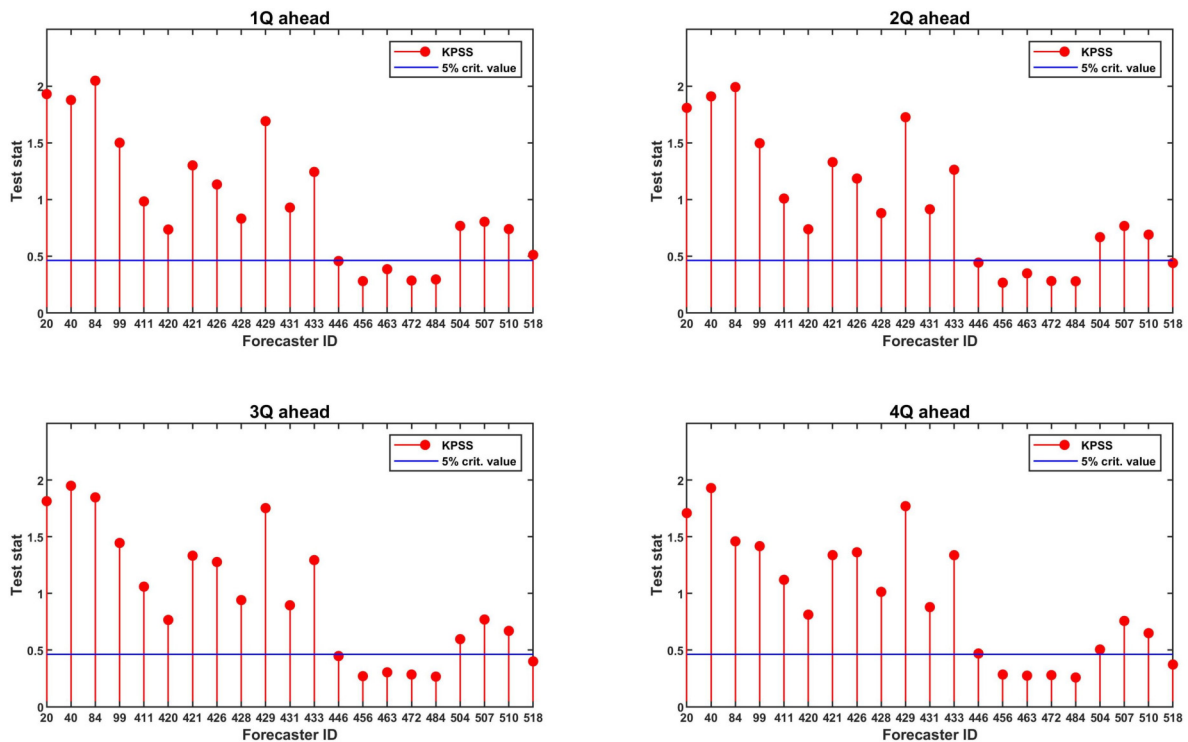 1Q ahead
KPSS
5% crit. value
Test stat
2
1.5
1
0.5
0
20 40 84 99 411 420 421 426 428 429 431 433 446 456 463 472 484 504 507 510 518
Forecaster ID
2Q ahead
KPSS
5% crit. value
Test stat
2
1.5
1
0.5
0
20 40 84 99 411 420 421 426 428 429 431 433 446 456 463 472 484 504 507 510 518
Forecaster ID
3Q ahead
KPSS
5% crit. value
Test stat
2
1.5
1
0.5
0
20 40 84 99 411 420 421 426 428 429 431 433 446 456 463 472 484 504 507 510 518
Forecaster ID
4Q ahead
KPSS
5% crit. value
Test stat
2
1.5
1
0.5
0
20 40 84 99 411 420 421 426 428 429 431 433 446 456 463 472 484 504 507 510 518
Forecaster ID